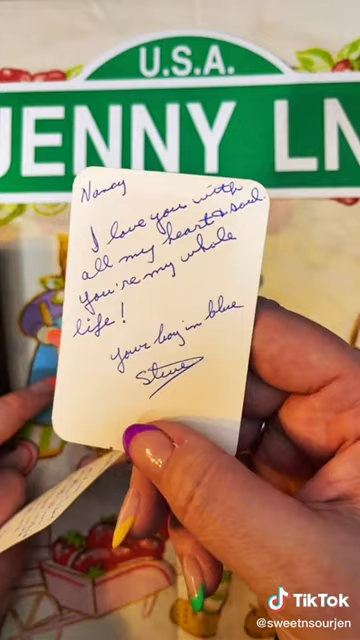 U.S.A.
JENNY LN
Nancy
I love you with
all my heart & soul.
You're my whole
life!
your boy in blue
Steve
TikTok
@sweetnsourjen